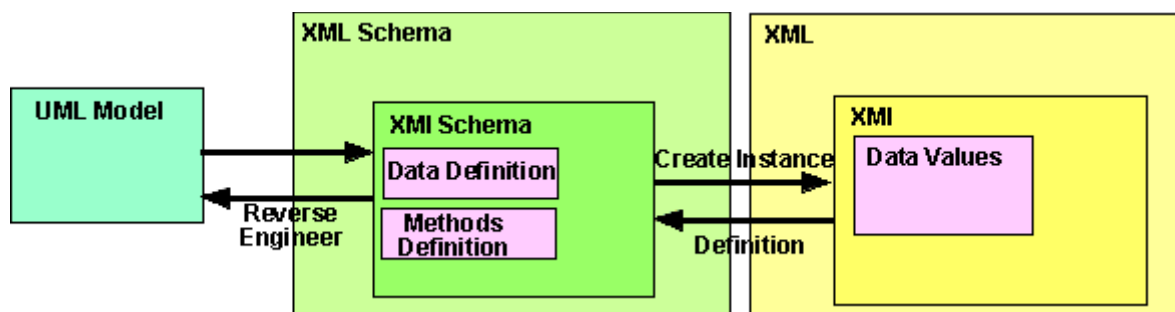 UML Model
Reverse
Engineer
XML Schema
XMI Schema
Data Definition
Methods
Definition
Create Instance
Definition
XML
XMI
Data Values